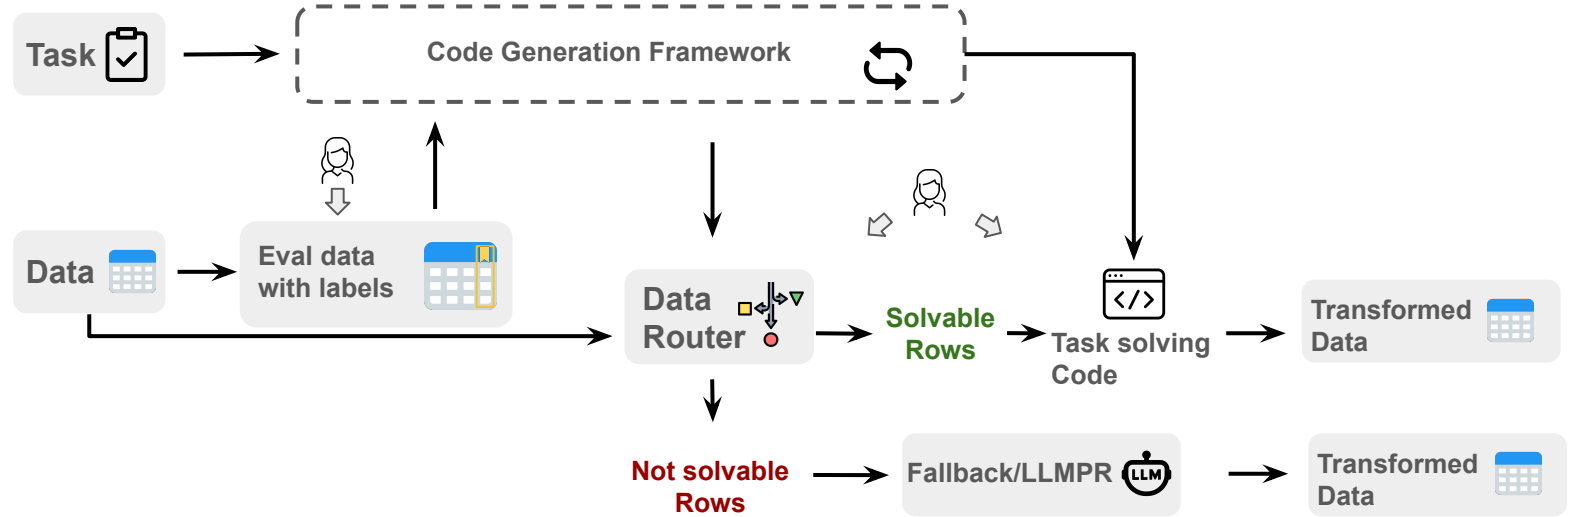 Task
Code Generation Framework
Data
Eval data
with labels
Data
Router
Solvable
Rows
</>
Task solving
Code
Transformed
Data
Not solvable
Rows
Fallback/LLMPR
LLM
Transformed
Data